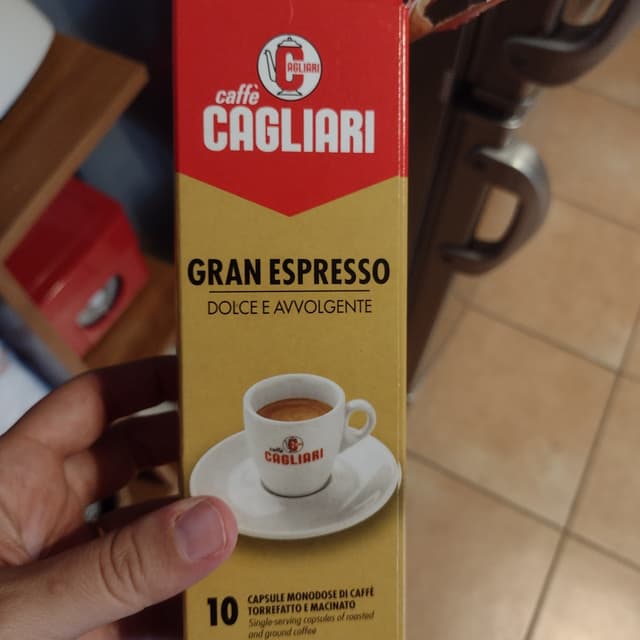 CAGLIARI
caffè
CAGLIARI
GRAN ESPRESSO
DOLCE E AVVOLGENTE
caffè
CAGLIARI
10
CAPSULE MONODOSE DI CAFFÈ
TORREFATTO E MACINATO
Single-serving capsules of roasted
and ground coffee